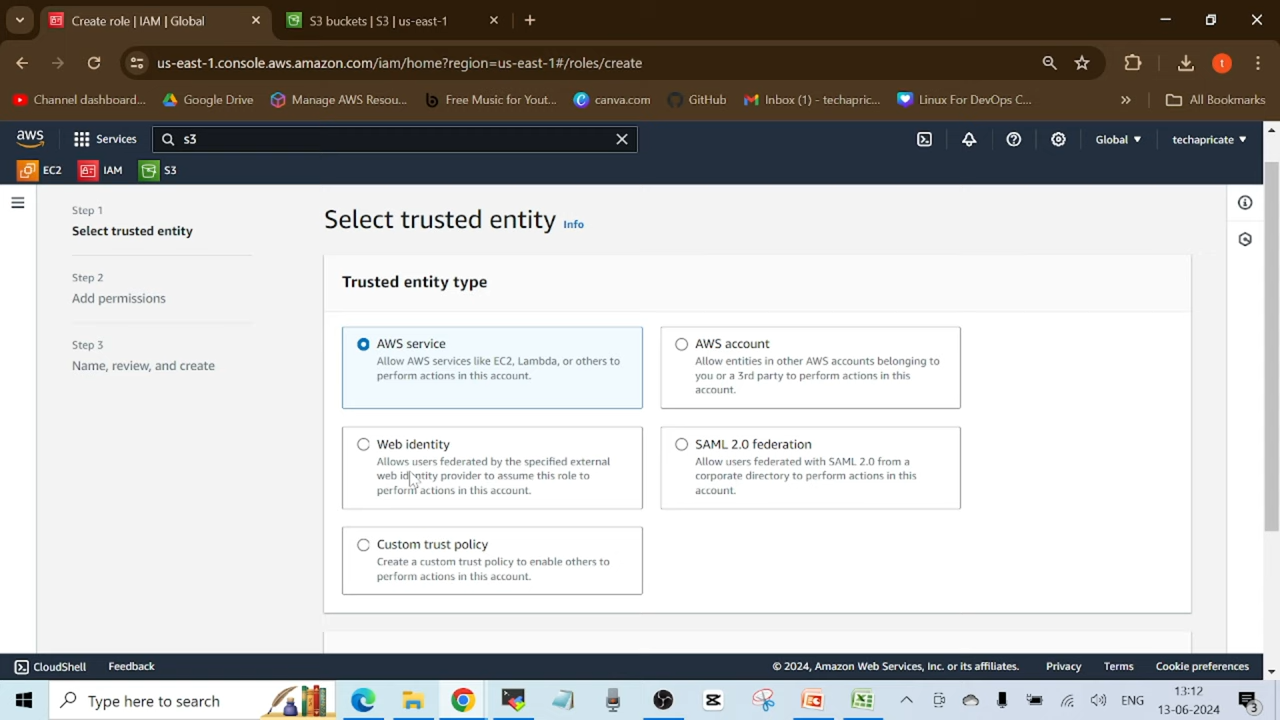 Create role | IAM | Global
S3 buckets | S3 | us-east-1
us-east-1.console.aws.amazon.com/iam/home?region=us-east-1#/roles/create
t
Channel dashboard...
Google Drive
Manage AWS Resou...
Free Music for Yout...
canva.com
GitHub
Inbox (1) - techapric...
Linux For DevOps C...
»
All Bookmarks
aws
Services
s3
Global
techapricate
EC2
IAM
S3
Step 1
Select trusted entity
Step 2
Add permissions
Step 3
Name, review, and create
Select trusted entity Info
Trusted entity type
AWS service
Allow AWS services like EC2, Lambda, or others to
perform actions in this account.
AWS account
Allow entities in other AWS accounts belonging to
you or a 3rd party to perform actions in this
account.
Web identity
Allows users federated by the specified external
web identity provider to assume this role to
perform actions in this account.
SAML 2.0 federation
Allow users federated with SAML 2.0 from a
corporate directory to perform actions in this
account.
Custom trust policy
Create a custom trust policy to enable others to
perform actions in this account.
CloudShell
Feedback
© 2024, Amazon Web Services, Inc. or its affiliates.
Privacy
Terms
Cookie preferences
Type here to search
ENG
13:12
13-06-2024
3